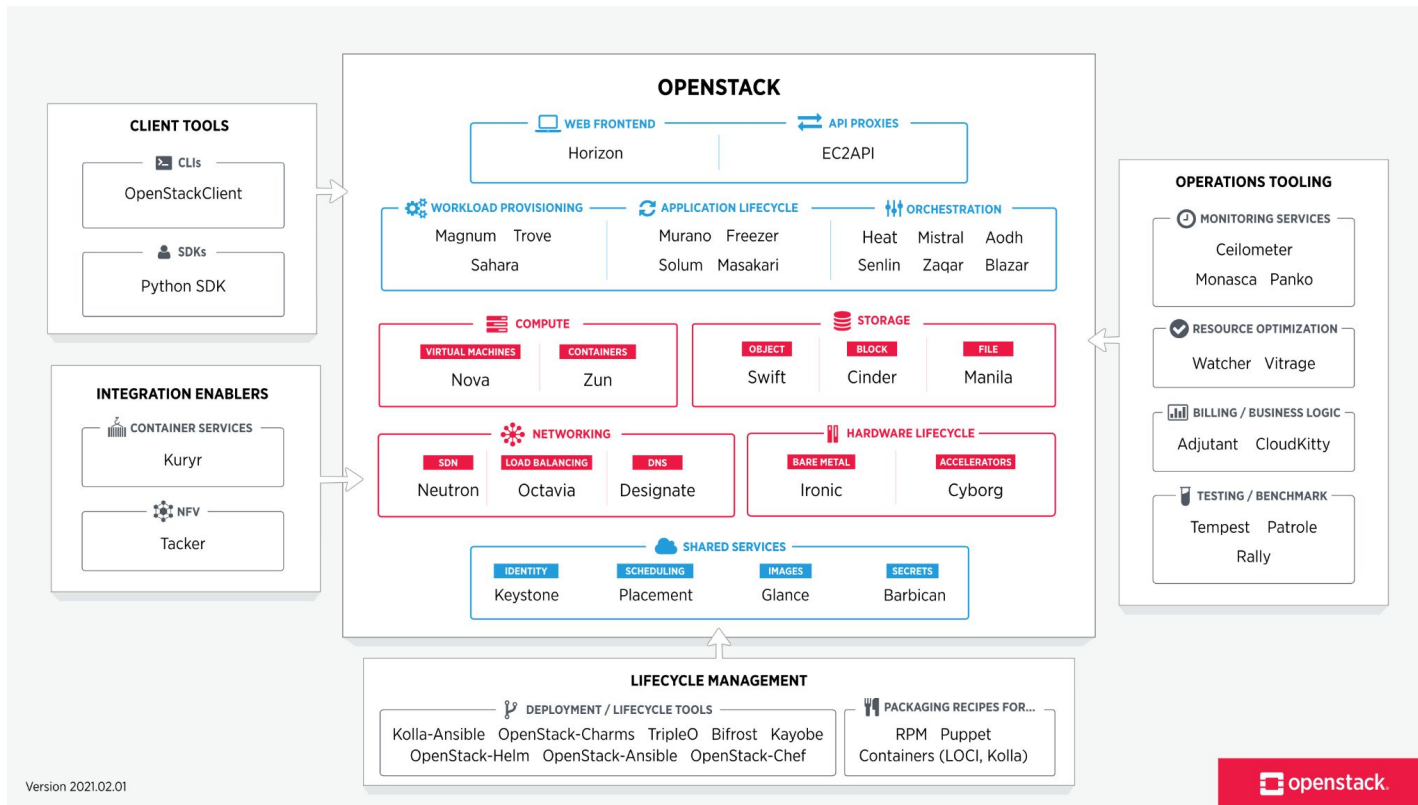 OPENSTACK
WEB FRONTEND
Horizon
API PROXIES
EC2API
WORKLOAD PROVISIONING
Magnum Trove
Sahara
APPLICATION LIFECYCLE
Murano Freezer
Solum Masakari
ORCHESTRATION
Heat Mistral Aodh
Senlin Zaqar Blazar
COMPUTE
VIRTUAL MACHINES
Nova
CONTAINERS
Zun
STORAGE
OBJECT
Swift
BLOCK
Cinder
FILE
Manila
NETWORKING
SDN
Neutron
LOAD BALANCING
Octavia
DNS
Designate
HARDWARE LIFECYCLE
BARE METAL
Ironic
ACCELERATORS
Cyborg
SHARED SERVICES
IDENTITY
Keystone
SCHEDULING
Placement
IMAGES
Glance
SECRETS
Barbican
CLIENT TOOLS
CLIs
OpenStackClient
SDKs
Python SDK
INTEGRATION ENABLERS
CONTAINER SERVICES
Kuryr
NFV
Tacker
OPERATIONS TOOLING
MONITORING SERVICES
Ceilometer
Monasca Panko
RESOURCE OPTIMIZATION
Watcher Vitrage
BILLING / BUSINESS LOGIC
Adjutant CloudKitty
TESTING / BENCHMARK
Tempest Patrole
Rally
LIFECYCLE MANAGEMENT
DEPLOYMENT / LIFECYCLE TOOLS
Kolla-Ansible OpenStack-Charms TripleO Bifrost Kayobe
OpenStack-Helm OpenStack-Ansible OpenStack-Chef
PACKAGING RECIPES FOR...
RPM Puppet
Containers (LOCI, Kolla)
Version 2021.02.01
openstack.